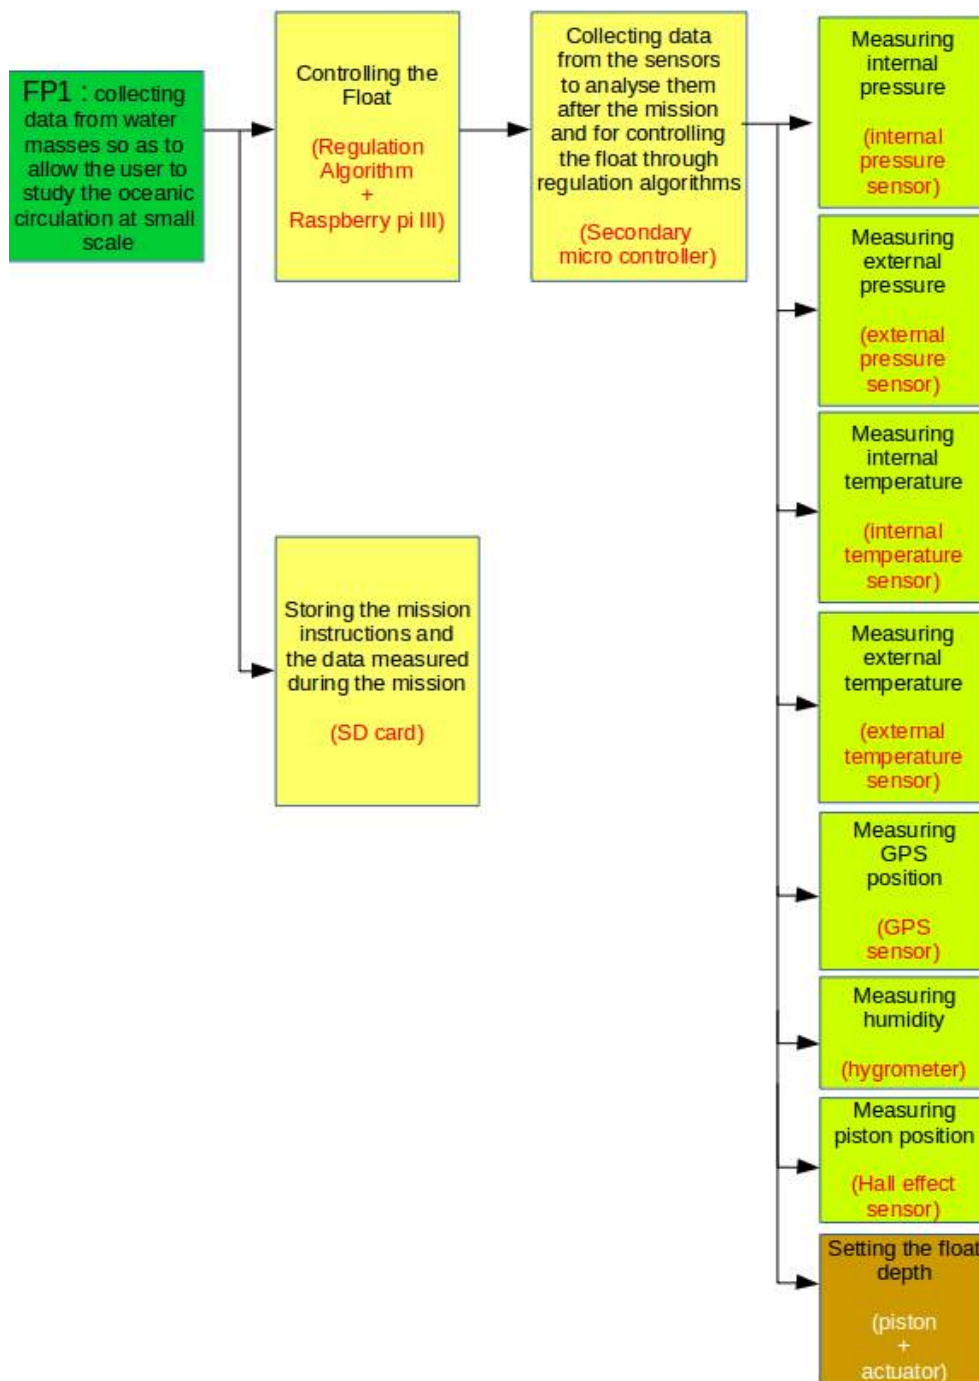 FP1 : collecting
data from water
masses so as to
allow the user to
study the oceanic
circulation at small
scale
Controlling the
Float
(Regulation
Algorithm
+
Raspberry pi III)
Collecting data
from the sensors
to analyse them
after the mission
and for controlling
the float through
regulation algorithms
(Secondary
micro controller)
Storing the mission
instructions and
the data measured
during the mission
(SD card)
Measuring
internal
pressure
(internal
pressure
sensor)
Measuring
external
pressure
(external
pressure
sensor)
Measuring
internal
temperature
(internal
temperature
sensor)
Measuring
external
temperature
(external
temperature
sensor)
Measuring
GPS
position
(GPS
sensor)
Measuring
humidity
(hygrometer)
Measuring
piston position
(Hall effect
sensor)
Setting the float
depth
(piston
+
actuator)